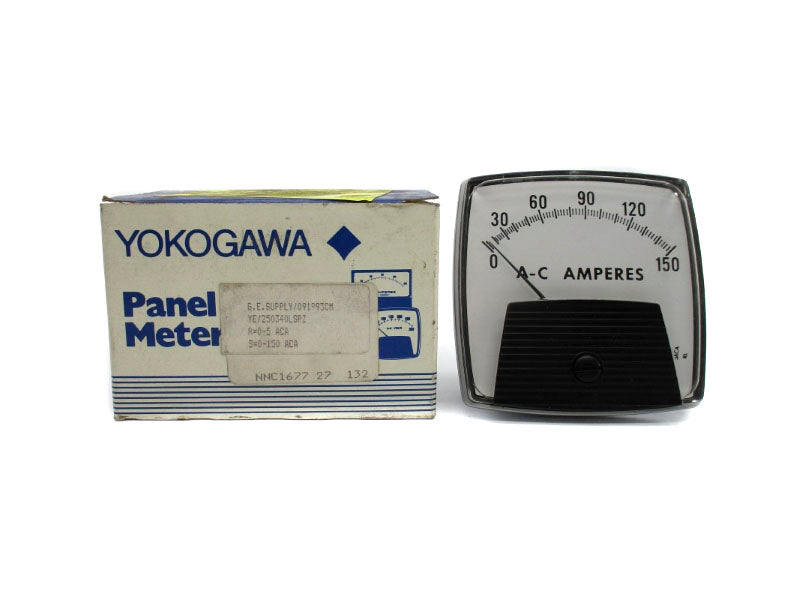 YOKOGAWA
Panel
Meter
G.E.SUPPLY/091993CM
YE/250340LSRZ
R=0-5 ACA
S=0-150 ACA
NNC1677 27 132
0 30 60 90 120 150
A-C AMPERES